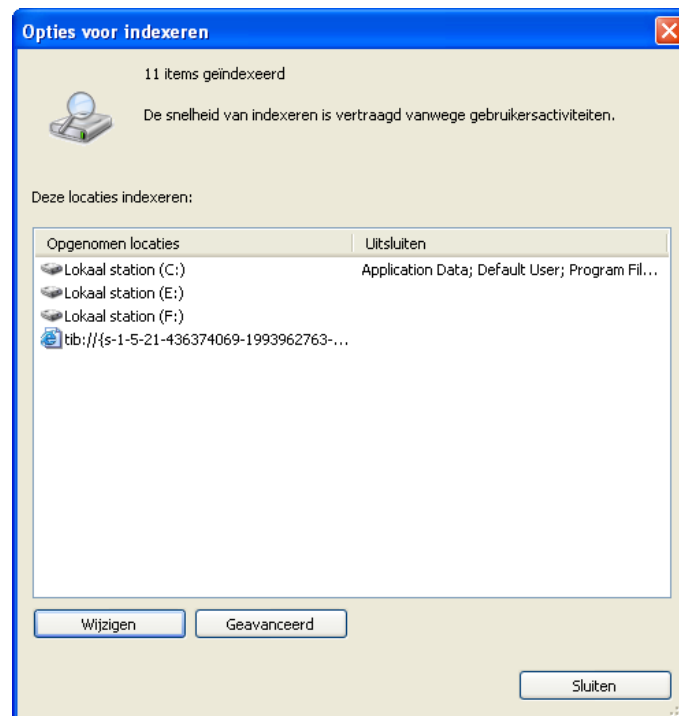 Opties voor indexeren
11 items geïndexeerd
De snelheid van indexeren is vertraagd vanwege gebruikersactiviteiten.
Deze locaties indexeren:
Opgenomen locaties Uitsluiten
Lokaal station (C:) Application Data; Default User; Program Fil...
Lokaal station (E:)
Lokaal station (F:)
tib://{s-1-5-21-436374069-1993962763-...
Wijzigen Geavanceerd
Sluiten